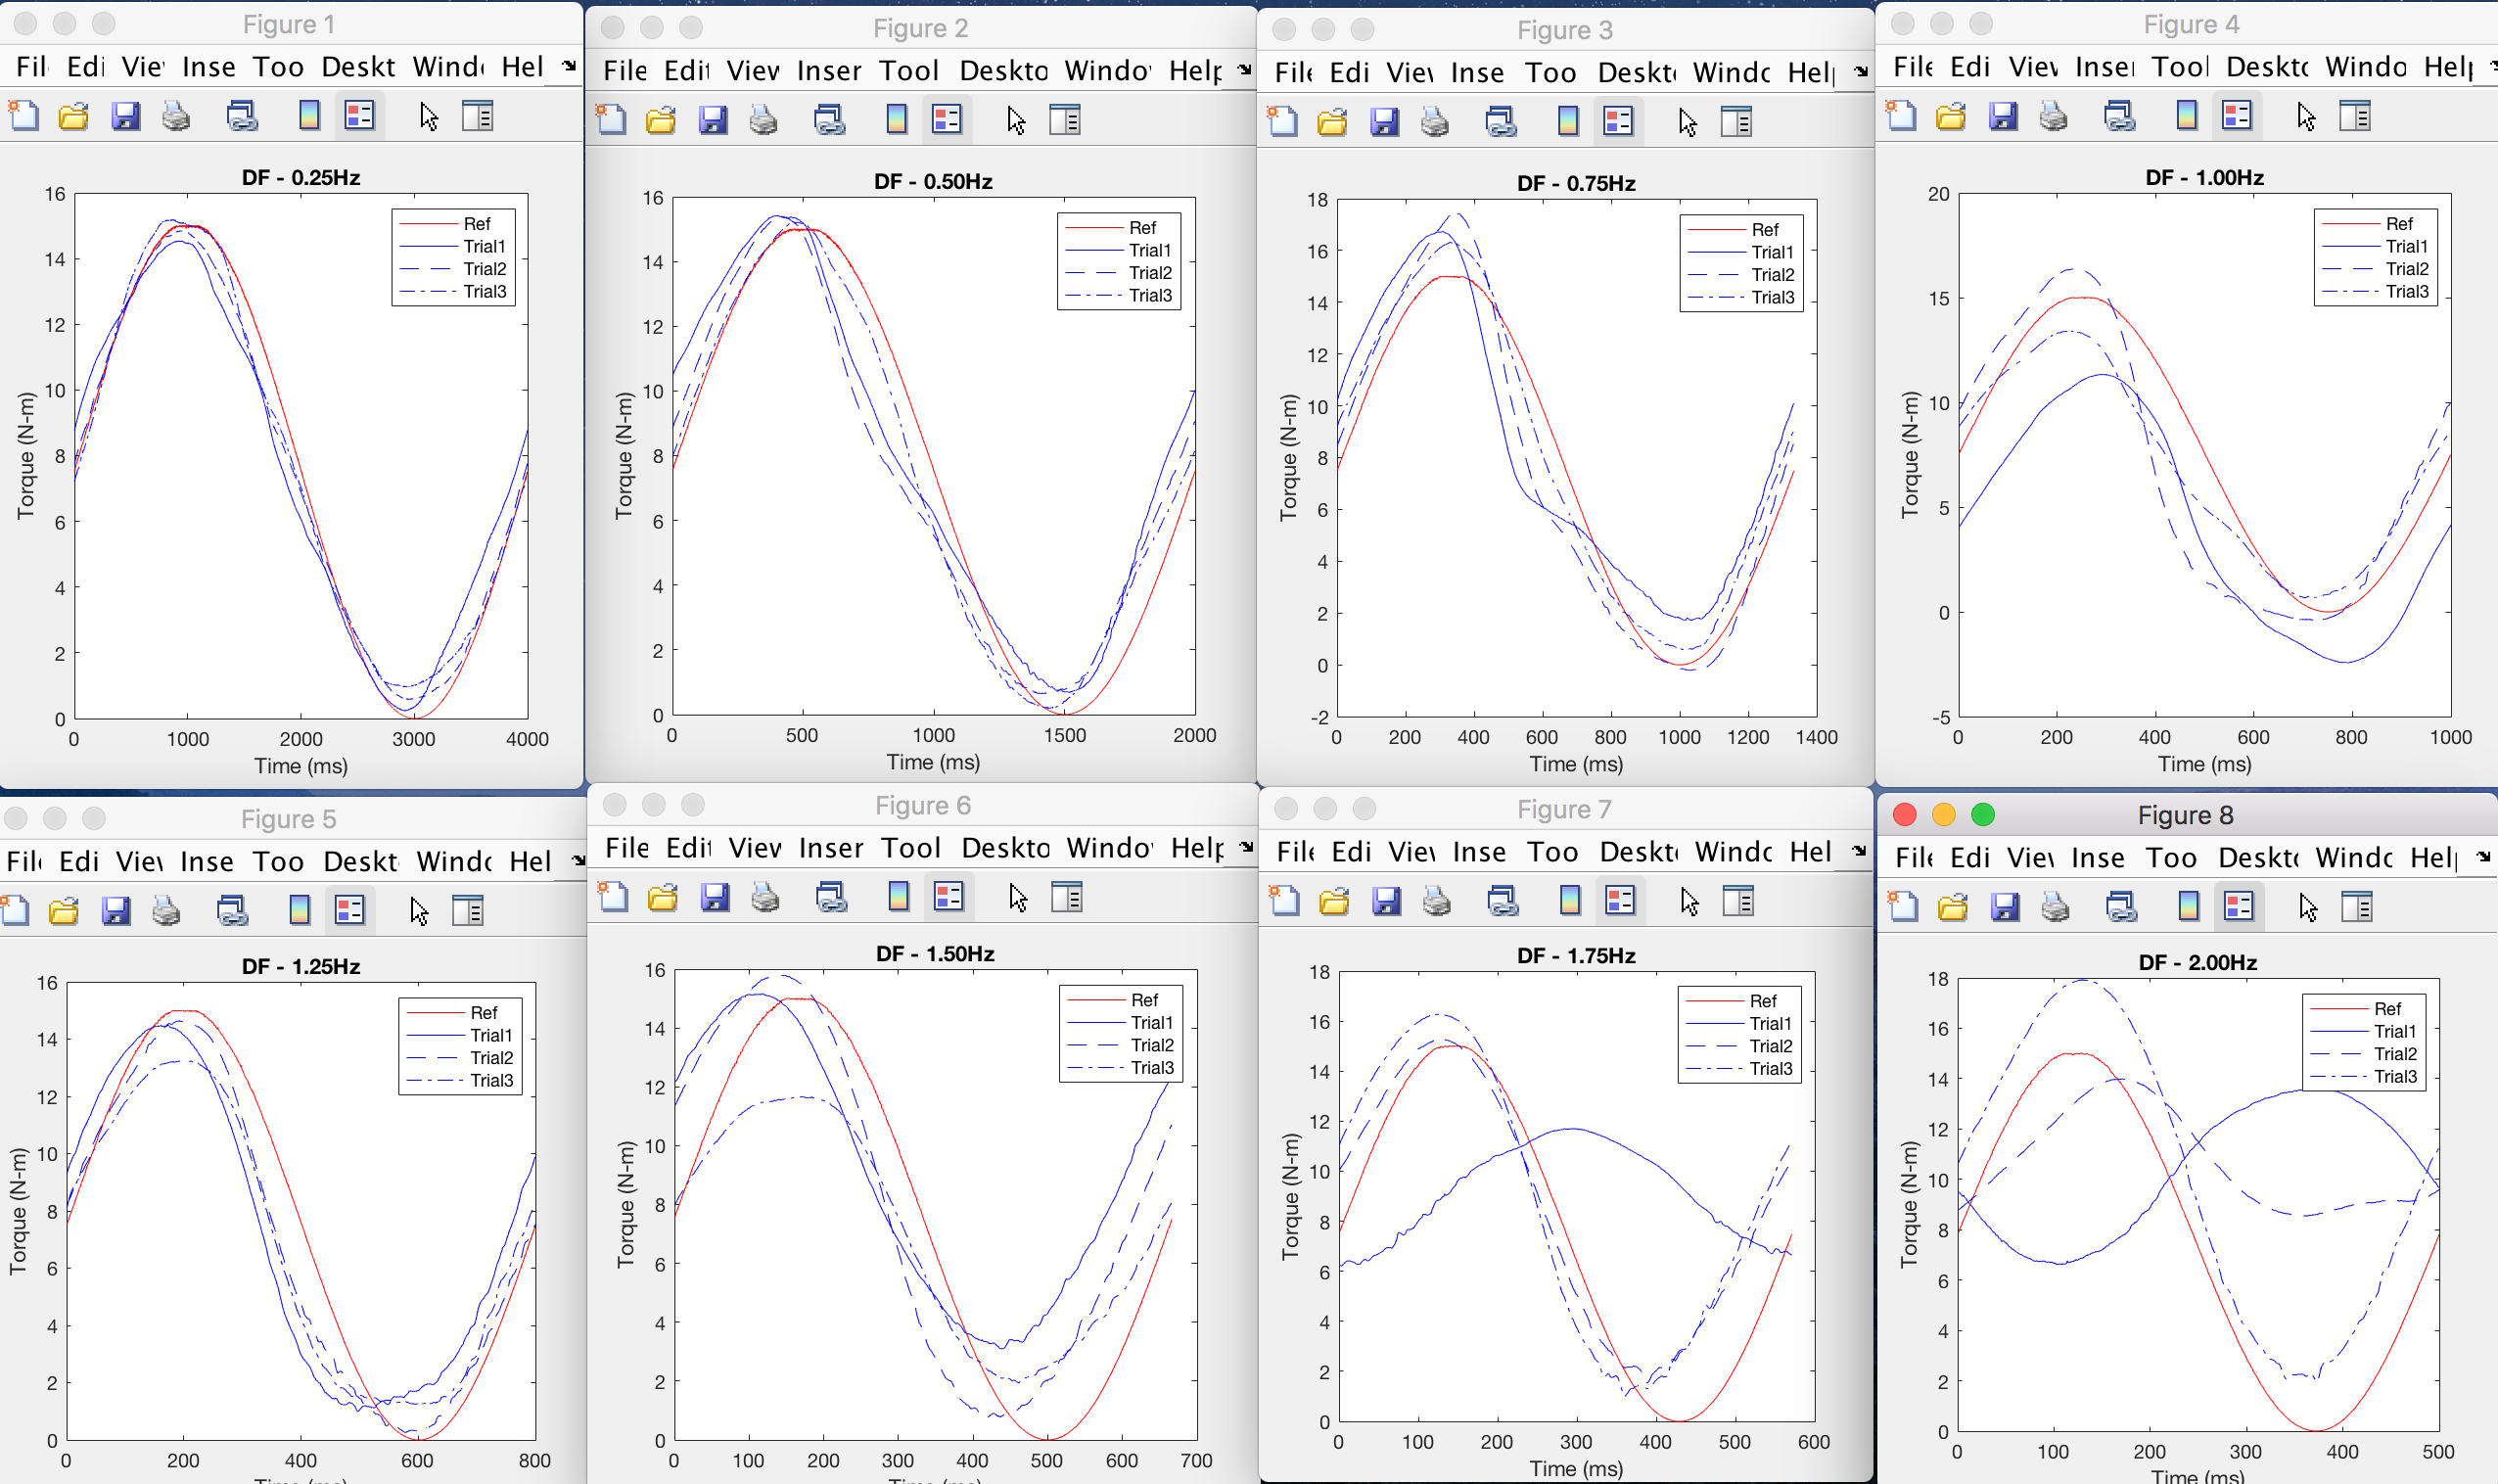 Figure 1
Fil Edi Vie Inse Too Deskt Wind Hel
DF - 0.25Hz
Ref
Trial1
Trial2
Trial3
16
14
12
10
8
6
4
2
0
Torque (N-m)
0 1000 2000 3000 4000
Time (ms)
Figure 2
File Edit View Inser Tool Deskto Windo Help
DF - 0.50Hz
Ref
Trial1
Trial2
Trial3
16
14
12
10
8
6
4
2
0
Torque (N-m)
0 500 1000 1500 2000
Time (ms)
Figure 3
File Edi View Inse Too Deskt Windc Help
DF - 0.75Hz
Ref
Trial1
Trial2
Trial3
18
16
14
12
10
8
6
4
2
0
-2
Torque (N-m)
0 200 400 600 800 1000 1200 1400
Time (ms)
Figure 4
File Edi View Inser Tool Deskto Windo Help
DF - 1.00Hz
Ref
Trial1
Trial2
Trial3
20
15
10
5
0
-5
Torque (N-m)
0 200 400 600 800 1000
Time (ms)
Figure 5
File Edi View Inse Too Deskt Windc Hel
DF - 1.25Hz
Ref
Trial1
Trial2
Trial3
16
14
12
10
8
6
4
2
0
Torque (N-m)
0 200 400 600 800
Time (ms)
Figure 6
File Edit View Inser Tool Deskto Windo Help
DF - 1.50Hz
Ref
Trial1
Trial2
Trial3
16
14
12
10
8
6
4
2
0
Torque (N-m)
0 100 200 300 400 500 600 700
Time (ms)
Figure 7
File Edi View Inse Too Deskt Windc Hel
DF - 1.75Hz
Ref
Trial1
Trial2
Trial3
18
16
14
12
10
8
6
4
2
0
Torque (N-m)
0 100 200 300 400 500 600
Time (ms)
Figure 8
File Edi View Inse Too Deskto Windc Help
DF - 2.00Hz
Ref
Trial1
Trial2
Trial3
18
16
14
12
10
8
6
4
2
0
Torque (N-m)
0 100 200 300 400 500
Time (ms)